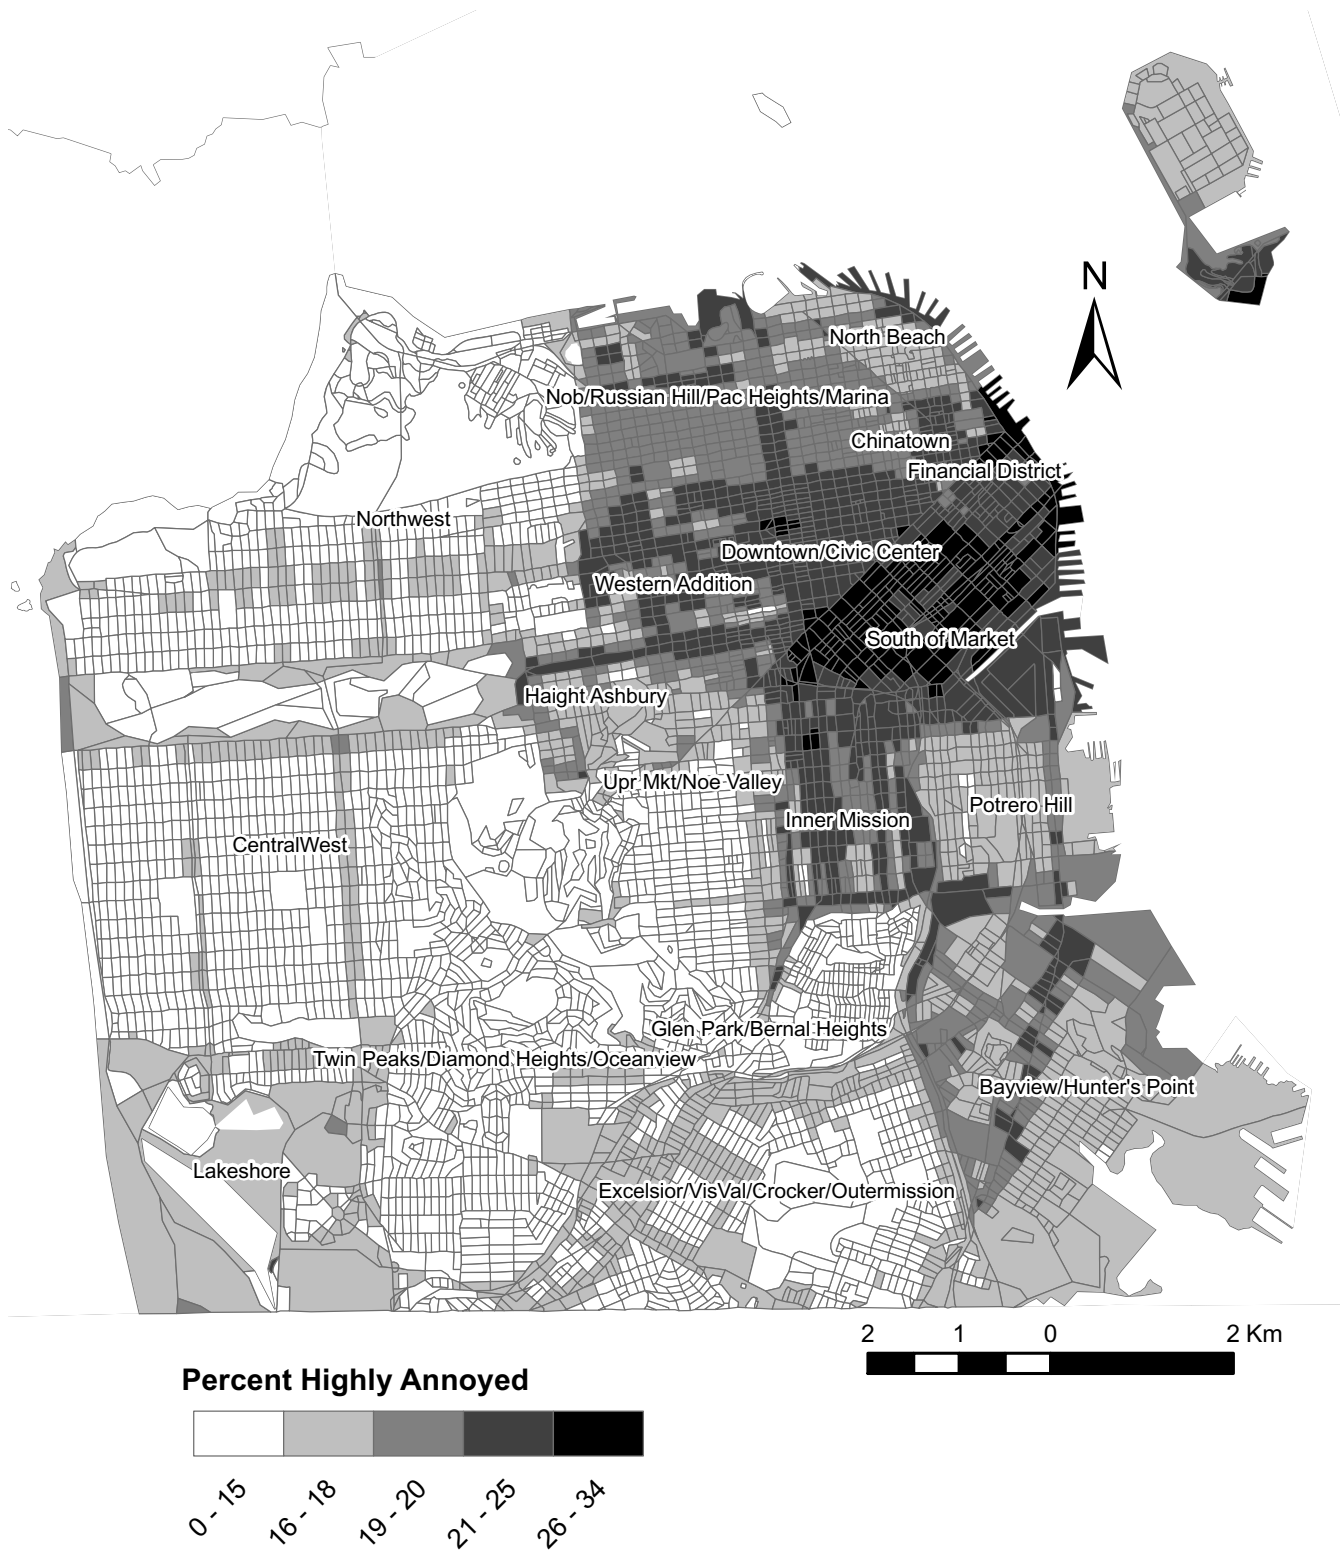 N
North Beach
Nob/Russian Hill/Pac Heights/Marina
Chinatown
Financial District
Northwest
Downtown/Civic Center
Western Addition
South of Market
Haight Ashbury
Upr Mkt/Noe Valley
Potrero Hill
Inner Mission
CentralWest
Glen Park/Bernal Heights
Twin Peaks/Diamond Heights/Oceanview
Bayview/Hunter's Point
Lakeshore
Excelsior/VisVal/Crocker/Outermission
2 1 0 2 Km
Percent Highly Annoyed
0 - 15
16 - 18
19 - 20
21 - 25
26 - 34